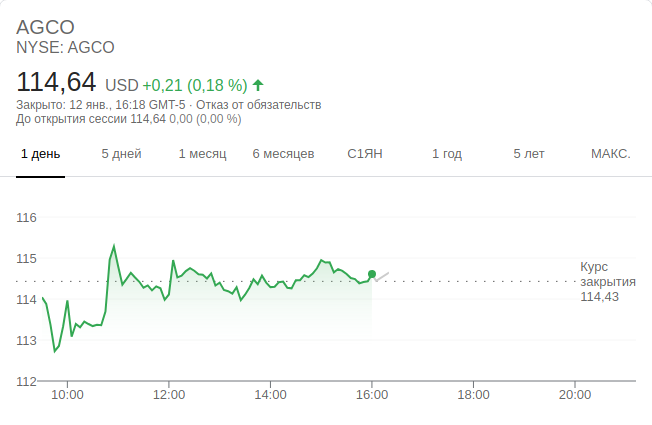 AGCO
NYSE: AGCO
114,64 USD +0,21 (0,18 %)
Закрыто: 12 янв., 16:18 GMT-5 · Отказ от обязательств
До открытия сессии 114,64 0,00 (0,00 %)
1 день 5 дней 1 месяц 6 месяцев С1ЯН 1 год 5 лет МАКС.
116
115
114
113
112
Курс
закрытия
114,43
10:00 12:00 14:00 16:00 18:00 20:00